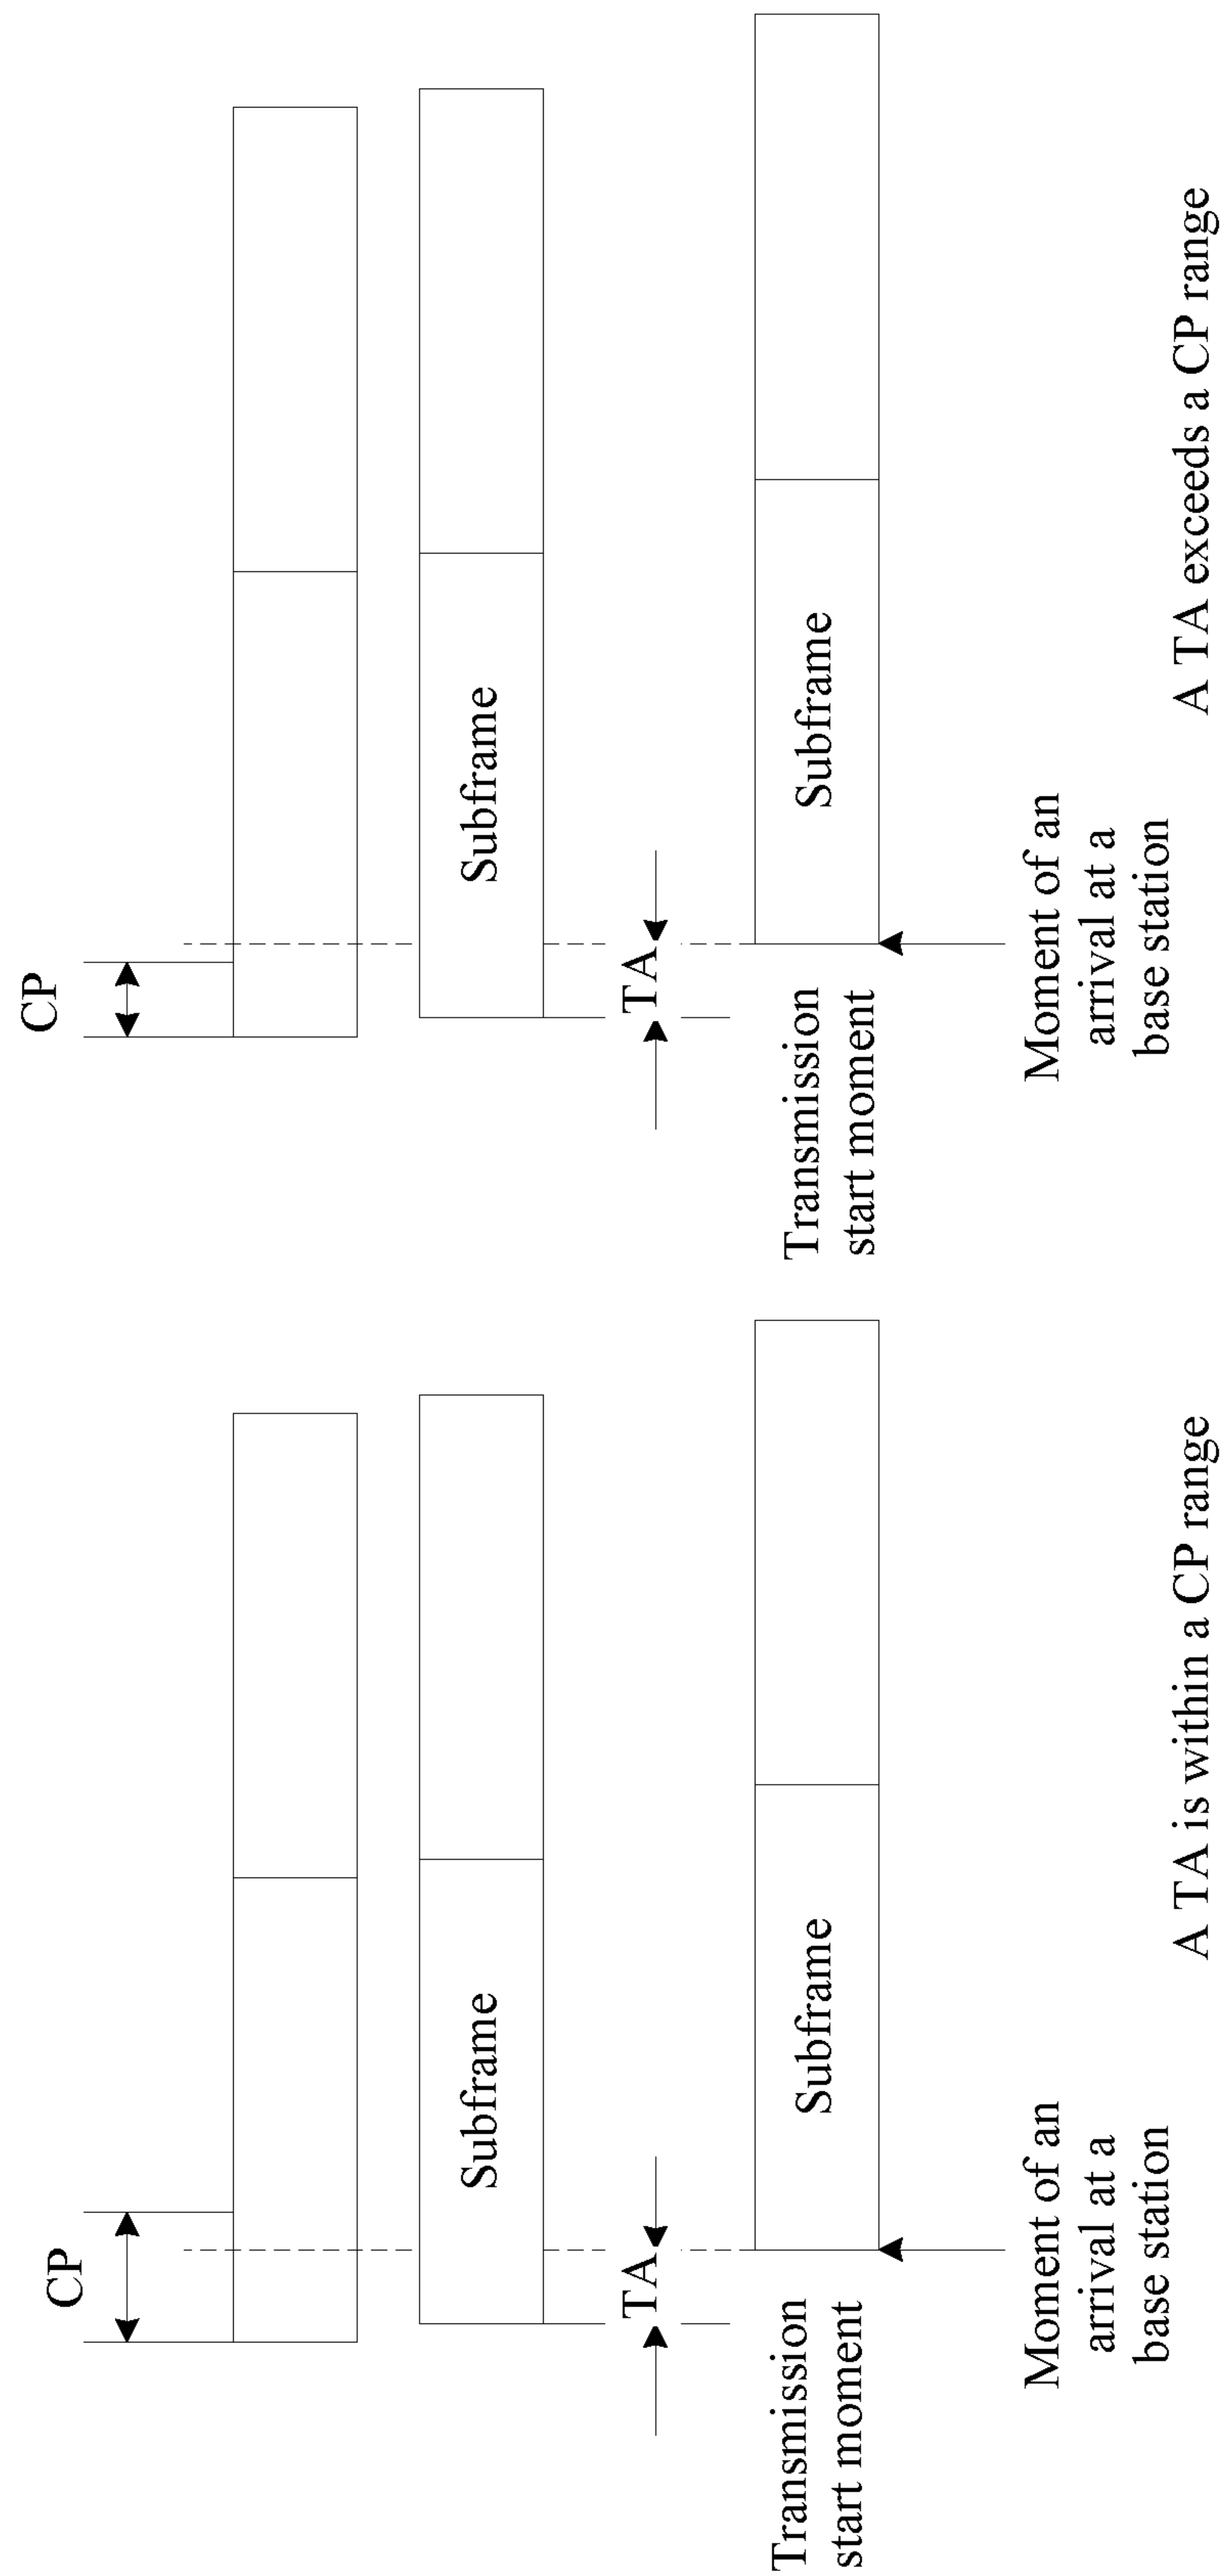 CP
Subframe
TA
Transmission
start moment
Subframe
Moment of an
arrival at a
base station
A TA is within a CP range
CP
Subframe
TA
Transmission
start moment
Subframe
Moment of an
arrival at a
base station
A TA exceeds a CP range